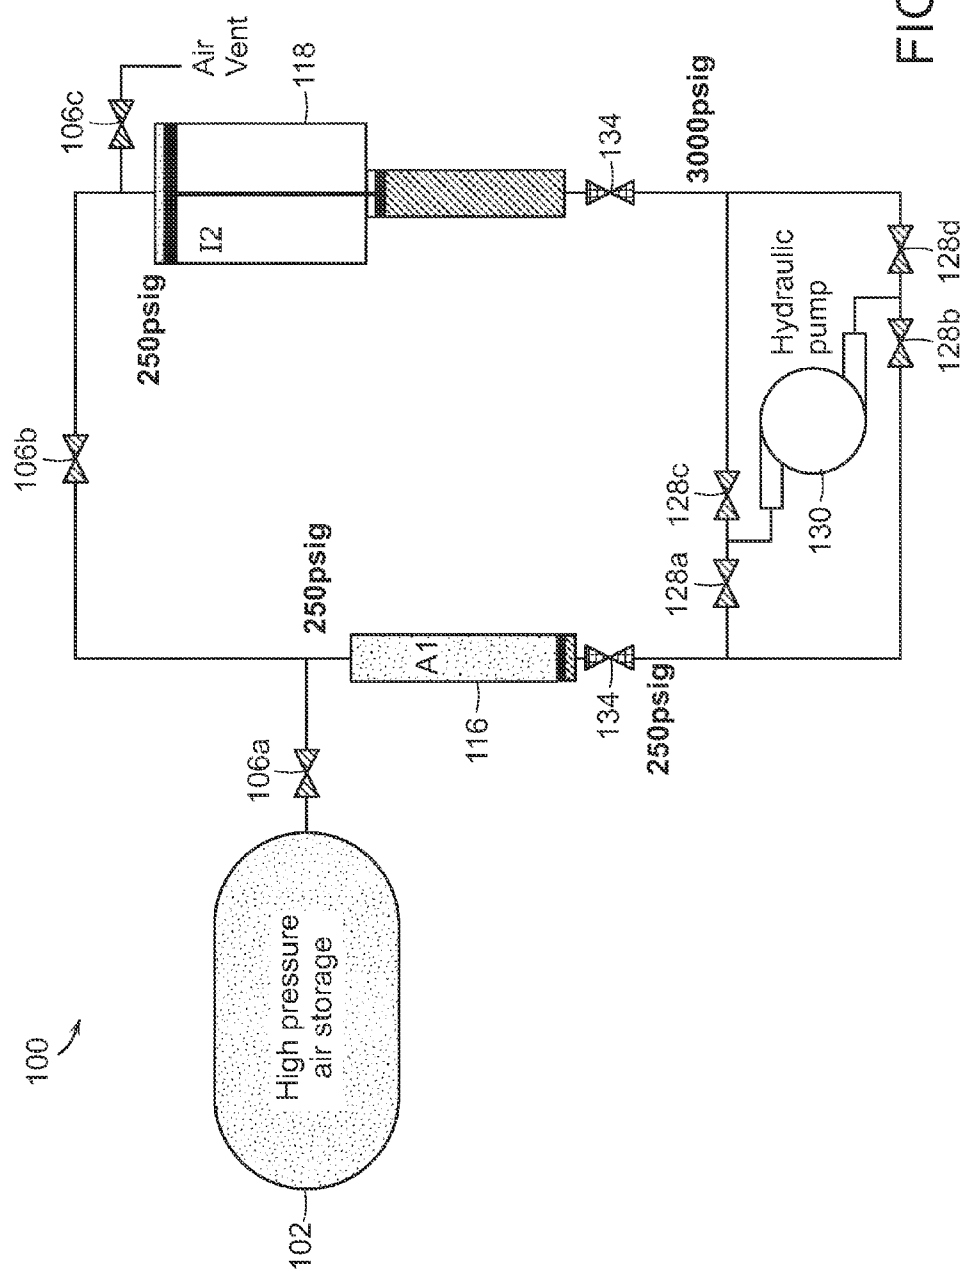 100
102
High pressure
air storage
106a
106b
106c
Air
Vent
118
I2
250psig
250psig
A1
116
134
250psig
134
3000psig
128a
128c
Hydraulic
pump
130
128b
128d
FIG